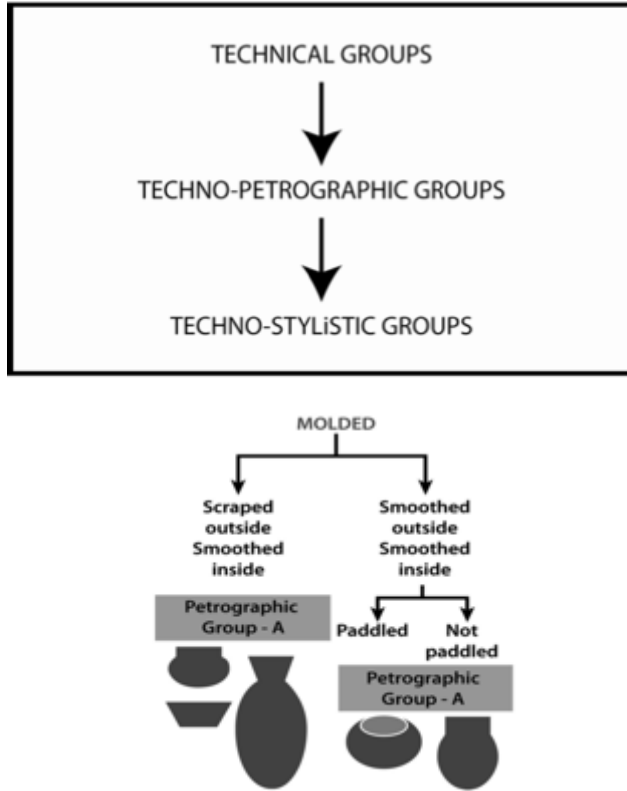 TECHNICAL GROUPS
TECHNO-PETROGRAPHIC GROUPS
TECHNO-STYLiSTIC GROUPS
MOLDED
Scraped
outside
Smoothed
inside
Smoothed
outside
Smoothed
inside
Petrographic
Group - A
Paddled
Not
paddled
Petrographic
Group - A